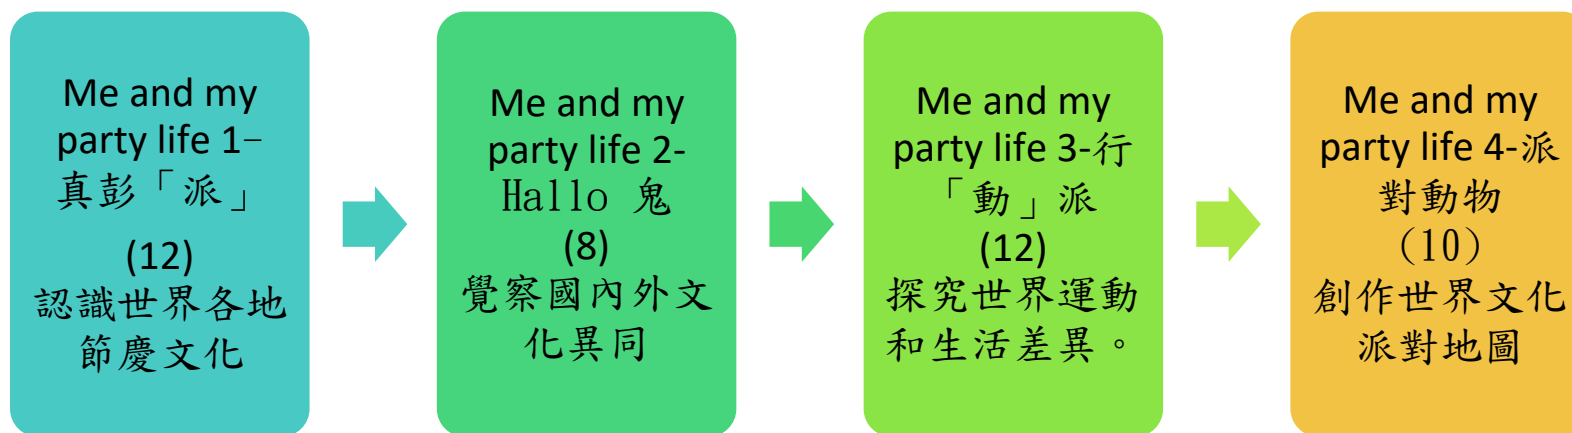 Me and my
party life 1–
真彭「派」
(12)
認識世界各地
節慶文化
Me and my
party life 2-
Hallo 鬼
(8)
覺察國內外文
化異同
Me and my
party life 3-行
「動」派
(12)
探究世界運動
和生活差異。
Me and my
party life 4-派
對動物
(10)
創作世界文化
派對地圖